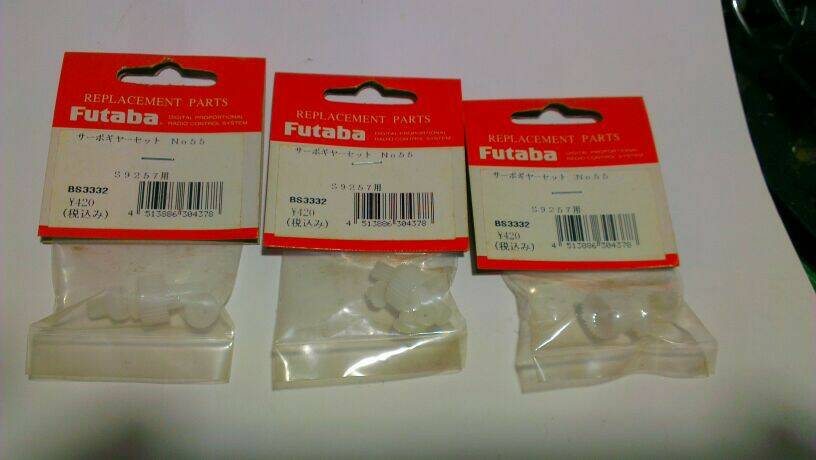 REPLACEMENT PARTS
Futaba
DIGITAL PROPORTIONAL
RADIO CONTROL SYSTEM
サーボギヤーセット No55
S9257用
BS3332
¥420
(税込み)
4 513886 304378
REPLACEMENT PARTS
Futaba
DIGITAL PROPORTIONAL
RADIO CONTROL SYSTEM
サーボギヤーセット No55
S9257用
BS3332
¥420
(税込み)
4 513886 304378
REPLACEMENT PARTS
Futaba
DIGITAL PROPORTIONAL
RADIO CONTROL SYSTEM
サーボギヤーセット No55
S9257用
BS3332
¥420
(税込み)
4 513886 304378